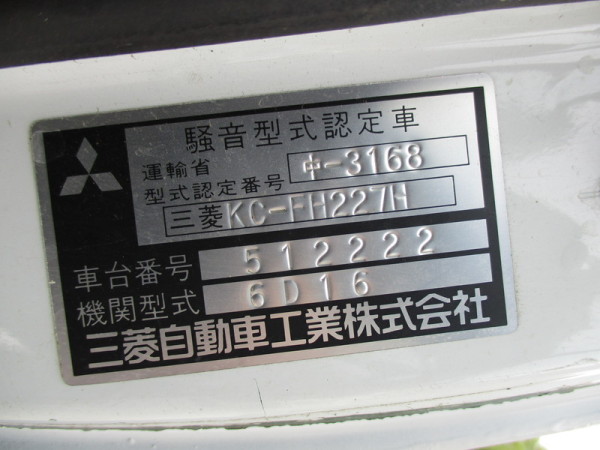 騒音型式認定車
運輸省
型式認定番号
中-3168
三菱KC-FH227H
車台番号 512222
機関型式 6D16
三菱自動車工業株式会社